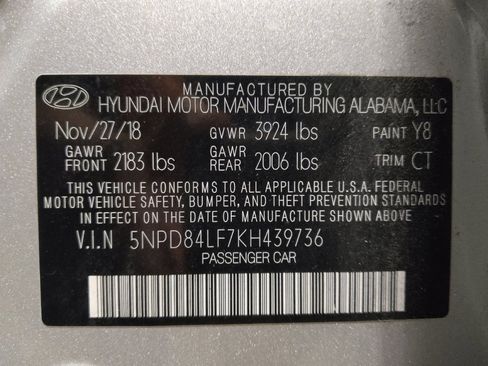 MANUFACTURED BY
HYUNDAI MOTOR MANUFACTURING ALABAMA, LLC
Nov/27/18 GVWR 3924 lbs PAINT Y8
GAWR FRONT 2183 lbs GAWR REAR 2006 lbs TRIM CT
THIS VEHICLE CONFORMS TO ALL APPLICABLE U.S.A. FEDERAL
MOTOR VEHICLE SAFETY, BUMPER, AND THEFT PREVENTION STANDARDS
IN EFFECT ON THE DATE OF MANUFACTURE SHOWN ABOVE.
V.I.N 5NPD84LF7KH439736
PASSENGER CAR